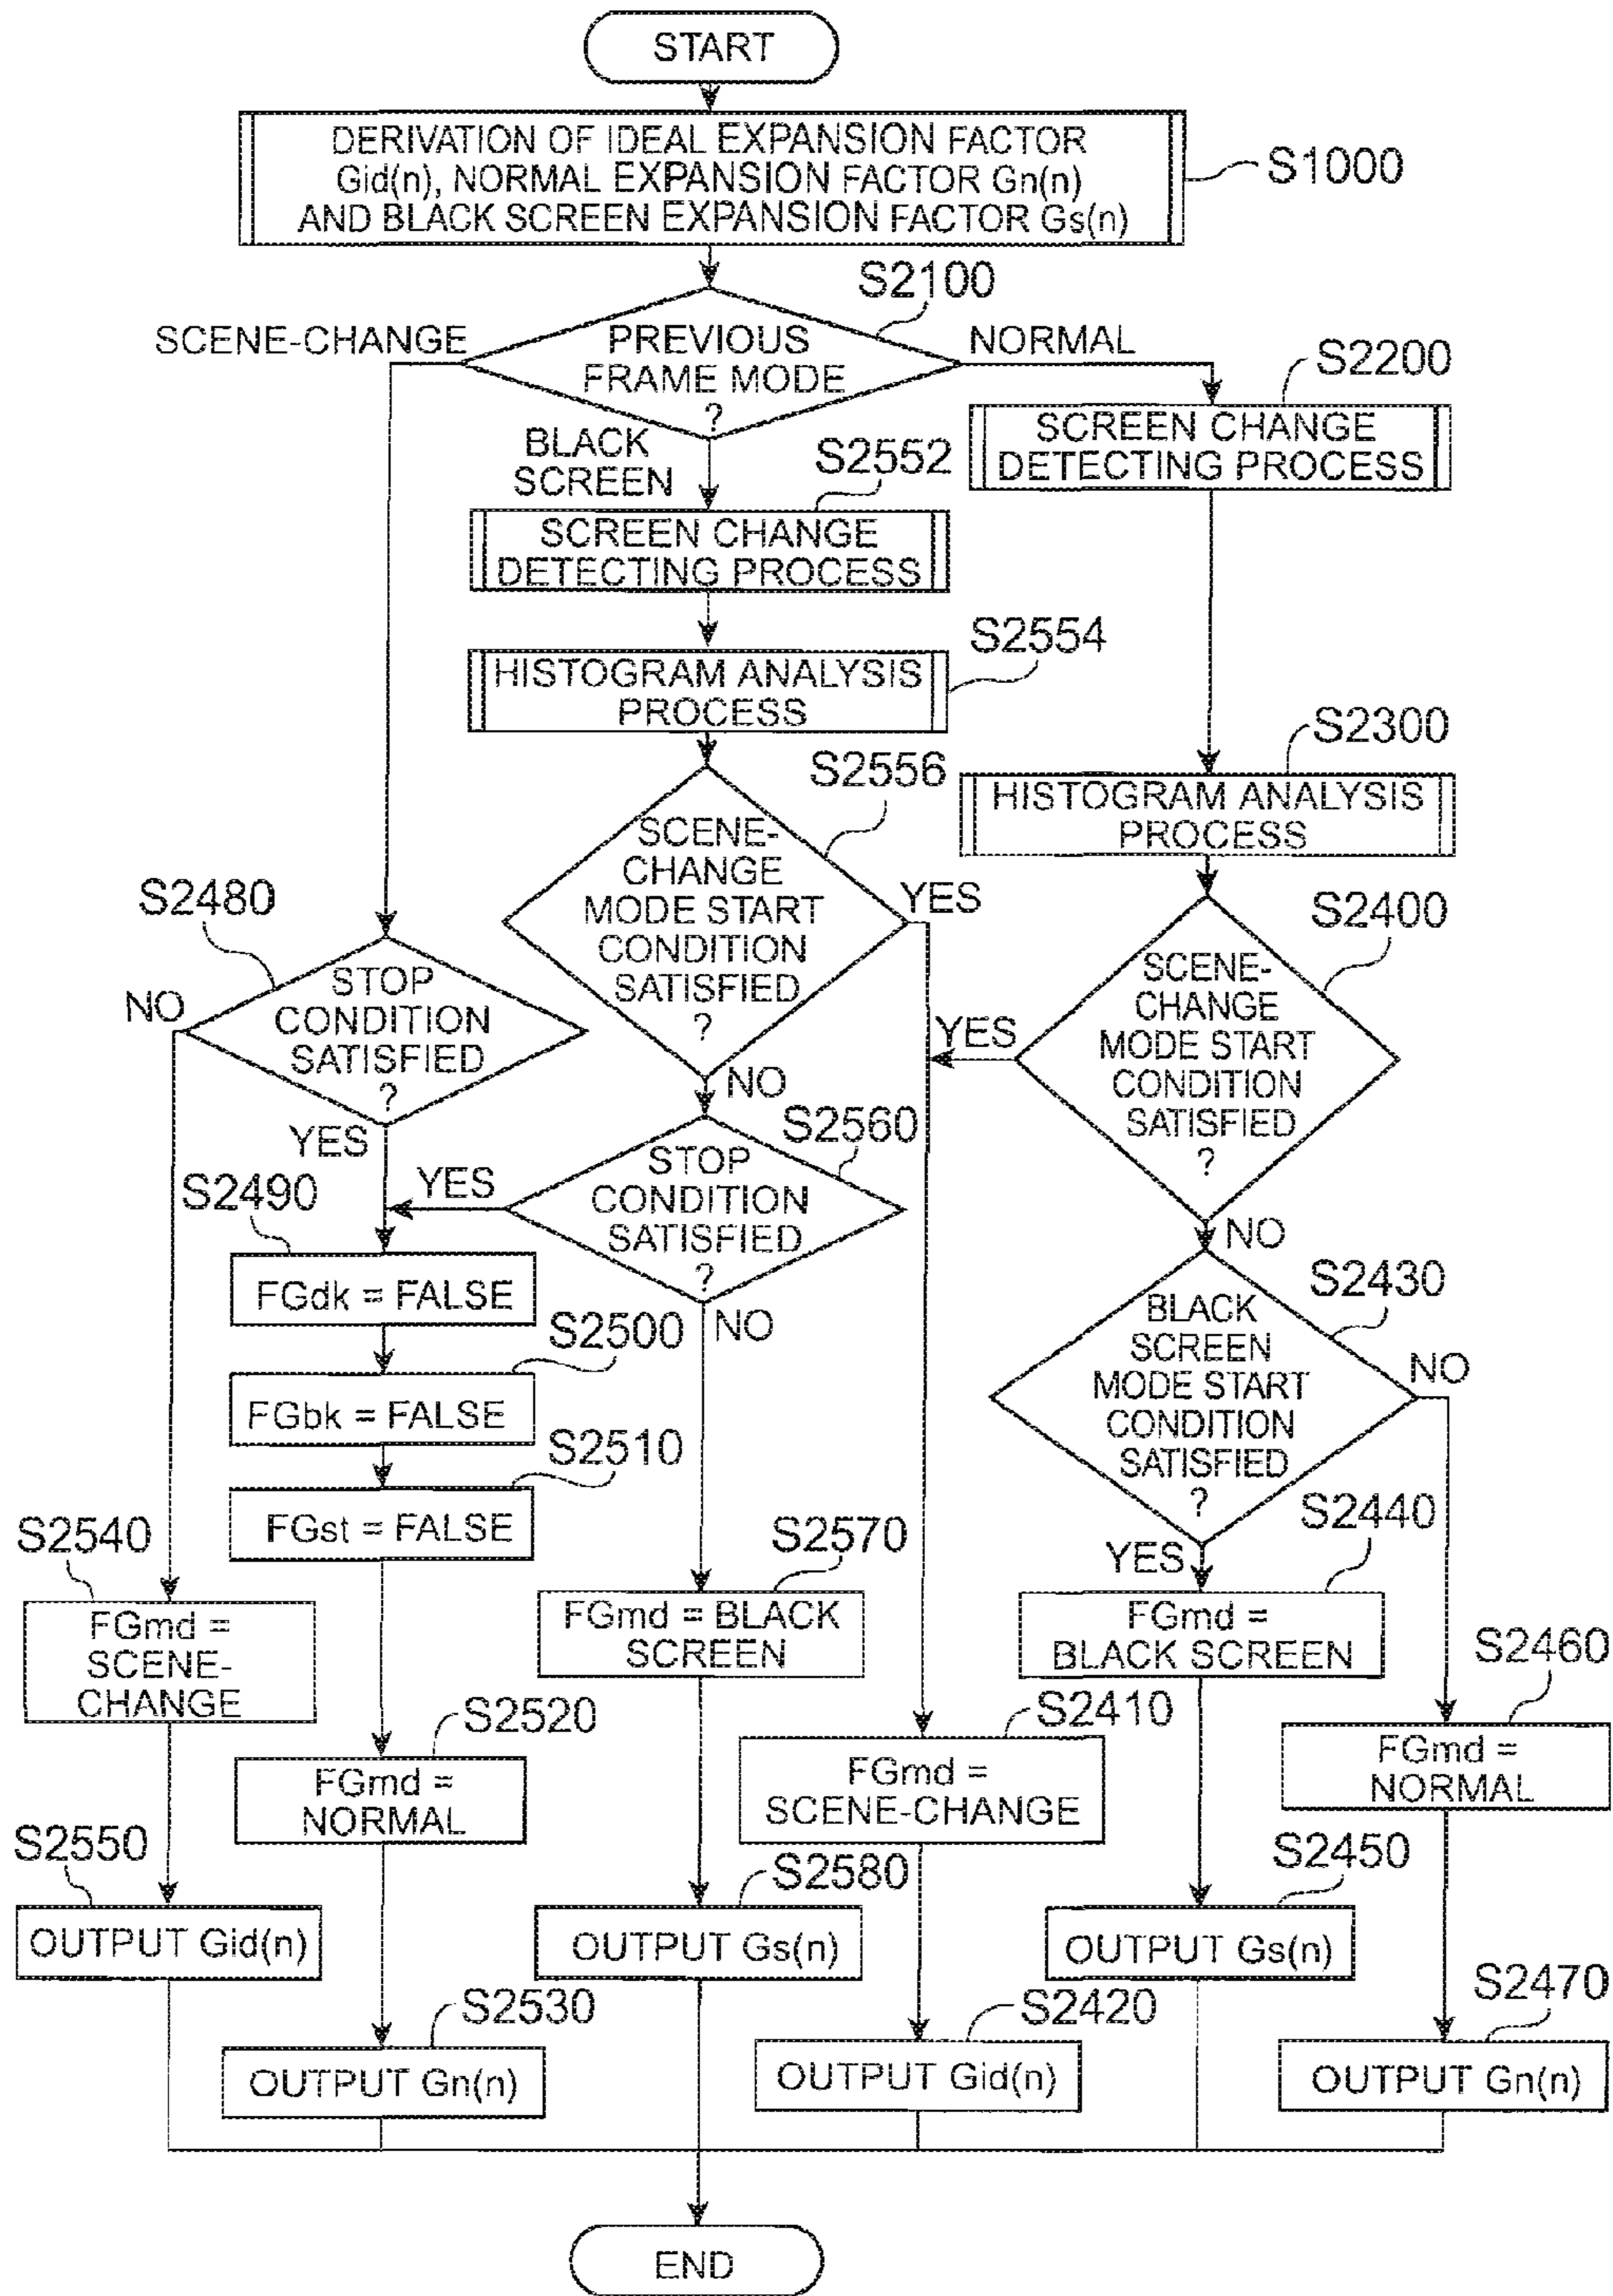 START
DERIVATION OF IDEAL EXPANSION FACTOR
Gid(n), NORMAL EXPANSION FACTOR Gn(n)
AND BLACK SCREEN EXPANSION FACTOR Gs(n)
S1000
S2100
SCENE-CHANGE
PREVIOUS
FRAME MODE
?
NORMAL
S2200
SCREEN CHANGE
DETECTING PROCESS
BLACK
SCREEN
S2552
SCREEN CHANGE
DETECTING PROCESS
S2554
HISTOGRAM ANALYSIS
PROCESS
S2300
HISTOGRAM ANALYSIS
PROCESS
S2556
SCENE-
CHANGE
MODE START
CONDITION
SATISFIED
?
YES
NO
S2400
SCENE-
CHANGE
MODE START
CONDITION
SATISFIED
?
YES
NO
S2480
STOP
CONDITION
SATISFIED
?
NO
YES
S2560
STOP
CONDITION
SATISFIED
?
YES
NO
S2490
FGdk = FALSE
S2500
FGbk = FALSE
S2510
FGst = FALSE
S2430
BLACK
SCREEN
MODE START
CONDITION
SATISFIED
?
NO
YES
S2440
FGmd =
BLACK SCREEN
S2540
FGmd =
SCENE-
CHANGE
S2570
FGmd = BLACK
SCREEN
S2460
FGmd =
NORMAL
S2520
FGmd =
NORMAL
S2410
FGmd =
SCENE-CHANGE
S2550
OUTPUT Gid(n)
S2580
OUTPUT Gs(n)
S2450
OUTPUT Gs(n)
S2530
OUTPUT Gn(n)
S2420
OUTPUT Gid(n)
S2470
OUTPUT Gn(n)
END